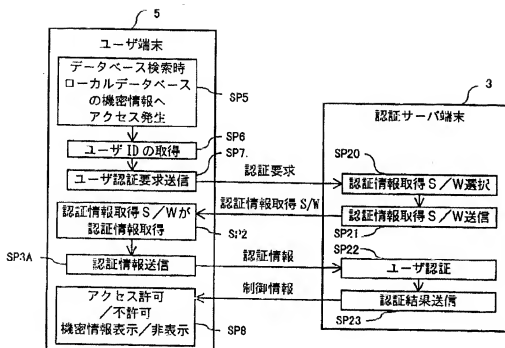 5
ユーザ端末
データベース検索時
ローカルデータベース
の機密情報へ
アクセス発生
SP5
ユーザIDの取得
SP6
ユーザ認証要求送信
SP7.
認証要求
認証情報取得S/W
認証情報取得S/Wが
認証情報取得
SP2
SP3A
認証情報送信
認証情報
制御情報
アクセス許可
/不許可
機密情報表示/非表示
SP8
3
認証サーバ端末
SP20
認証情報取得S/W選択
認証情報取得S/W送信
SP21
SP22
ユーザ認証
認証結果送信
SP23